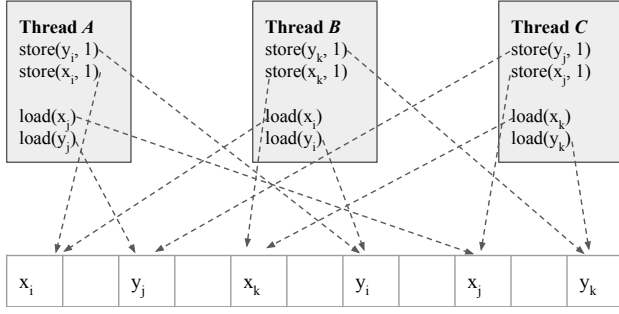 Thread A
store(yᵢ, 1)
store(xᵢ, 1)
load(xⱼ)
load(yⱼ)
Thread B
store(yₖ, 1)
store(xₖ, 1)
load(xᵢ)
load(yᵢ)
Thread C
store(yⱼ, 1)
store(xⱼ, 1)
load(xₖ)
load(yₖ)
xᵢ yⱼ xₖ yᵢ xⱼ yₖ